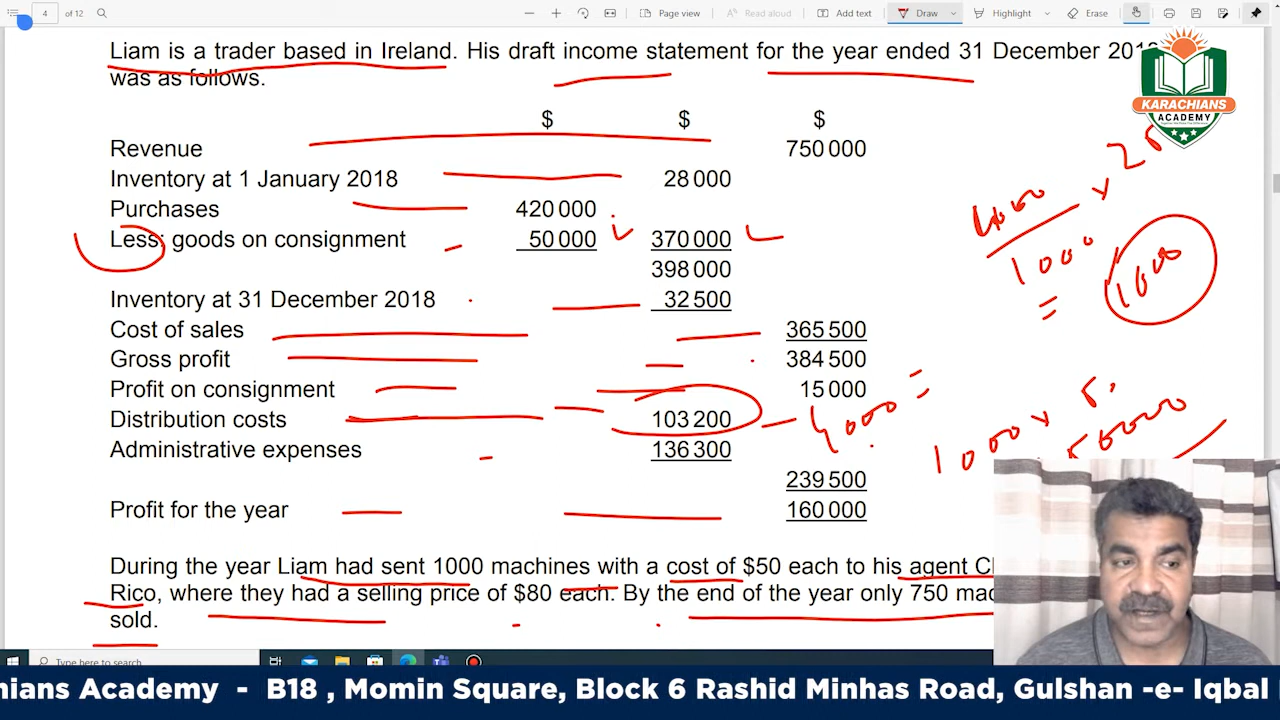 4 of 12 Page view Read aloud Add text Draw Highlight Erase
Liam is a trader based in Ireland. His draft income statement for the year ended 31 December
was as follows.
$ $ $
Revenue 750 000
Inventory at 1 January 2018 28 000
Purchases 420 000
Less: goods on consignment 50 000 370 000
398 000
Inventory at 31 December 2018 32 500
Cost of sales 365 500
Gross profit 384 500
Profit on consignment 15 000
Distribution costs 103 200
Administrative expenses 136 300
239 500
Profit for the year 160 000
During the year Liam had sent 1000 machines with a cost of $50 each to his agent
Rico, where they had a selling price of $80 each. By the end of the year only 750
sold.
KARACHIANS
ACADEMY
4000
1000
=
1000
4000 =
1000 x
Type here to search
Academy - B18 , Momin Square, Block 6 Rashid Minhas Road, Gulshan -e- Iqbal